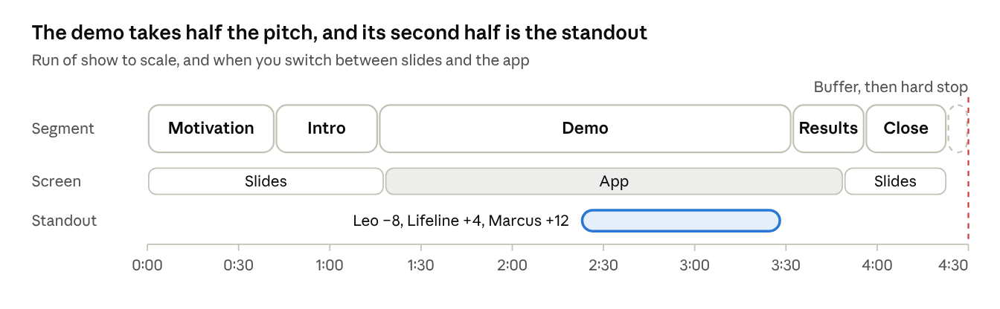 The demo takes half the pitch, and its second half is the standout
Run of show to scale, and when you switch between slides and the app
Buffer, then hard stop
Segment Motivation Intro Demo Results Close
Screen Slides App Slides
Standout Leo −8, Lifeline +4, Marcus +12
0:00 0:30 1:00 1:30 2:00 2:30 3:00 3:30 4:00 4:30